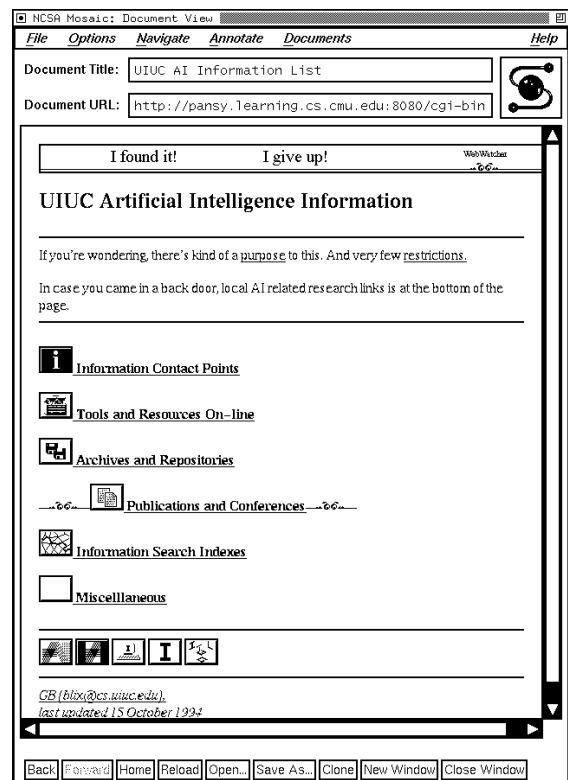 NCSA Mosaic: Document View
File Options Navigate Annotate Documents Help
Document Title: UIUC AI Information List
Document URL: http://pansy.learning.cs.cmu.edu:8080/cgi-bin
I found it! I give up! WebWatcher
UIUC Artificial Intelligence Information
If you're wondering, there's kind of a purpose to this. And very few restrictions.
In case you came in a back door, local AI related research links is at the bottom of the
page.
i Information Contact Points
Tools and Resources On-line
Archives and Repositories
Publications and Conferences
Information Search Indexes
Miscelllaneous
I
GB (blix@cs.uiuc.edu),
last updated 15 October 1994
Back Forward Home Reload Open... Save As... Clone New Window Close Window